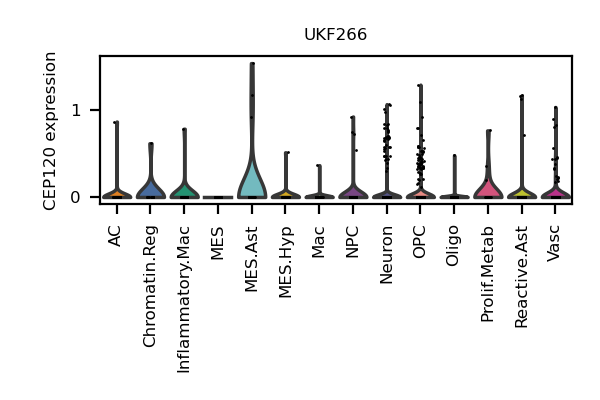 UKF266
CEP120 expression
1
0
AC
Chromatin.Reg
Inflammatory.Mac
MES
MES.Ast
MES.Hyp
Mac
NPC
Neuron
OPC
Oligo
Prolif.Metab
Reactive.Ast
Vasc